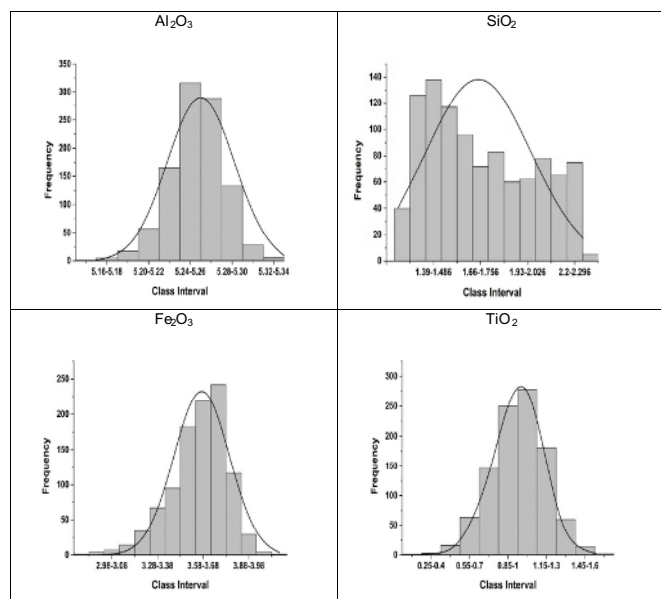 Al₂O₃
350
300
250
200
150
100
50
0
Frequency
5.16-5.18 5.20-5.22 5.24-5.26 5.28-5.30 5.32-5.34
Class Interval
SiO₂
140
120
100
80
60
40
20
0
Frequency
1.39-1.486 1.66-1.756 1.93-2.026 2.2-2.296
Class Interval
Fe₂O₃
250
200
150
100
50
0
Frequency
2.98-3.08 3.28-3.38 3.58-3.68 3.88-3.98
Class Interval
TiO₂
300
250
200
150
100
50
0
Frequency
0.25-0.4 0.55-0.7 0.85-1 1.15-1.3 1.45-1.6
Class Interval